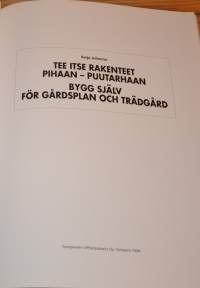 TEE ITSE RAKENTEET
PIHAAN – PUUTARHAAN
BYGG SJÄLV
FÖR GÅRDSPLAN OCH TRÄDGÅRD